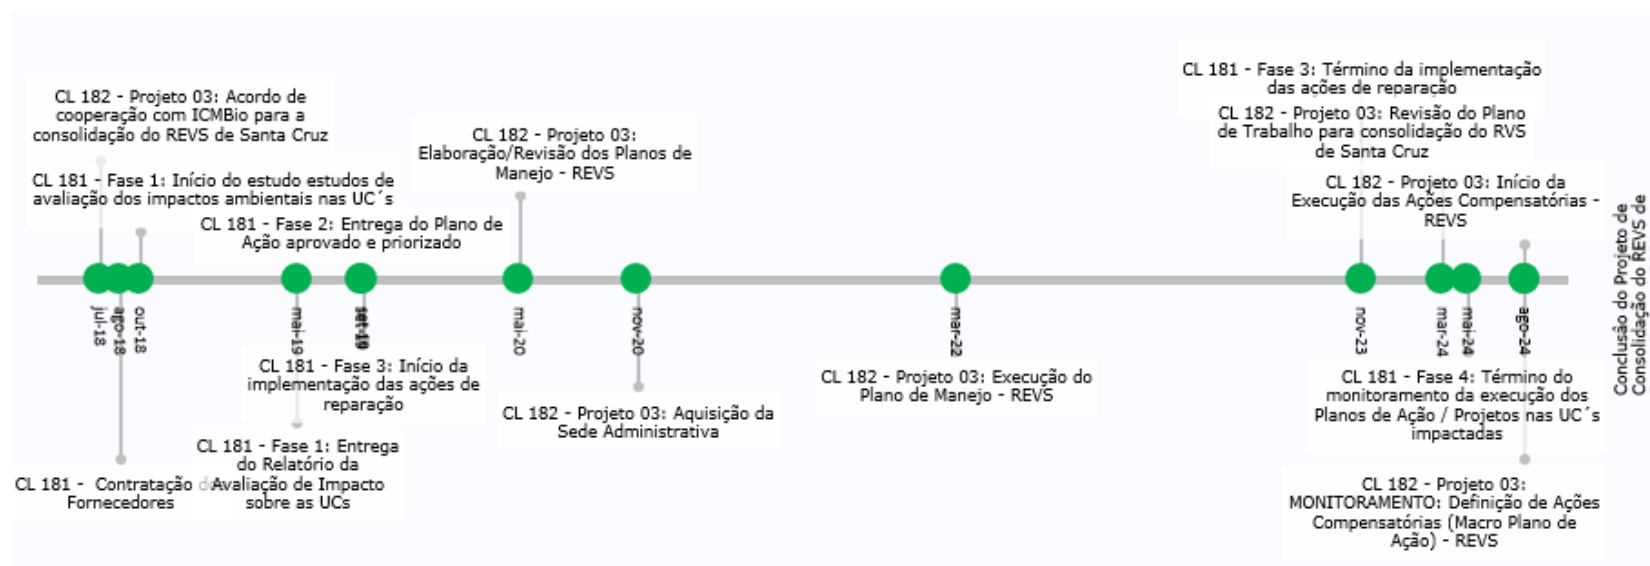 CL 182 - Projeto 03: Acordo de
cooperação com ICMBio para a
consolidação do REVS de Santa Cruz
CL 181 - Fase 1: Início do estudo estudos de
avaliação dos impactos ambientais nas UC´s
CL 181 - Fase 2: Entrega do Plano de
Ação aprovado e priorizado
CL 182 - Projeto 03:
Elaboração/Revisão dos Planos de
Manejo - REVS
CL 181 - Fase 3: Término da implementação
das ações de reparação
CL 182 - Projeto 03: Revisão do Plano
de Trabalho para consolidação do RVS
de Santa Cruz
CL 182 - Projeto 03: Início da
Execução das Ações Compensatórias -
REVS
Conclusão do Projeto de
Consolidação do REVS de
jul-18
ago-18
out-18
mai-19
set-19
mai-20
nov-20
mar-22
nov-23
mar-24
mai-24
ago-24
CL 181 - Fase 3: Início da
implementação das ações de
reparação
CL 181 - Fase 1: Entrega
do Relatório da
Avaliação de Impacto
sobre as UCs
CL 181 - Contratação de
Fornecedores
CL 182 - Projeto 03: Aquisição da
Sede Administrativa
CL 182 - Projeto 03: Execução do
Plano de Manejo - REVS
CL 181 - Fase 4: Término do
monitoramento da execução dos
Planos de Ação / Projetos nas UC´s
impactadas
CL 182 - Projeto 03:
MONITORAMENTO: Definição de Ações
Compensatórias (Macro Plano de
Ação) - REVS